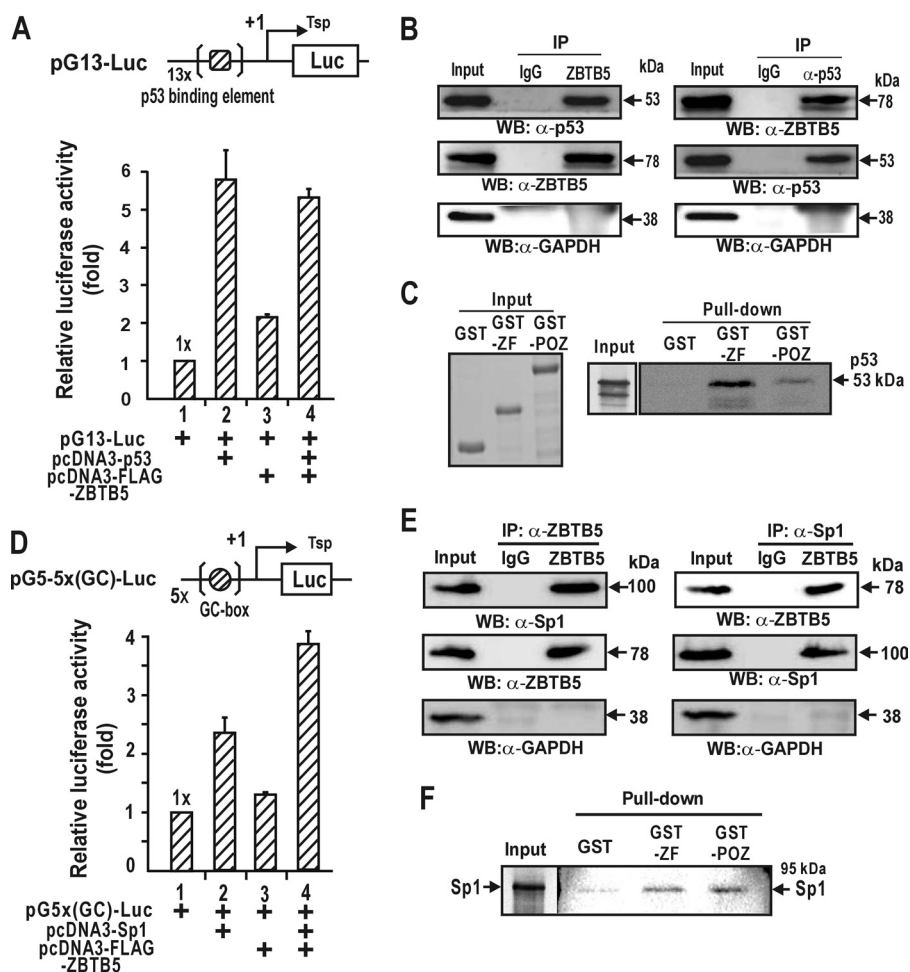 A
+1
Tsp
pG13-Luc
Luc
13x
p53 binding element
Relative luciferase activity
(fold)
6
5
4
3
2
1
0
1x
1 2 3 4
pG13-Luc + + + +
pcDNA3-p53 + +
pcDNA3-FLAG
-ZBTB5 + +
B
IP
Input IgG ZBTB5 kDa
53
WB: α-p53
78
WB: α-ZBTB5
38
WB:α-GAPDH
IP
Input IgG α-p53 kDa
78
WB: α-ZBTB5
53
WB: α-p53
38
WB:α-GAPDH
C
Input
GST GST
-ZF GST
-POZ
Pull-down
Input GST GST
-ZF GST
-POZ p53
53 kDa
D
+1
Tsp
pG5-5x(GC)-Luc
Luc
5x
GC-box
Relative luciferase activity
(fold)
4
3
2
1
0
1x
1 2 3 4
pG5x(GC)-Luc + + + +
pcDNA3-Sp1 + +
pcDNA3-FLAG
-ZBTB5 + +
E
IP: α-ZBTB5
Input IgG ZBTB5 kDa
100
WB: α-Sp1
78
WB: α-ZBTB5
38
WB:α-GAPDH
IP: α-Sp1
Input IgG ZBTB5 kDa
78
WB: α-ZBTB5
100
WB: α-Sp1
38
WB:α-GAPDH
F
Pull-down
Input GST GST
-ZF GST
-POZ 95 kDa
Sp1 Sp1